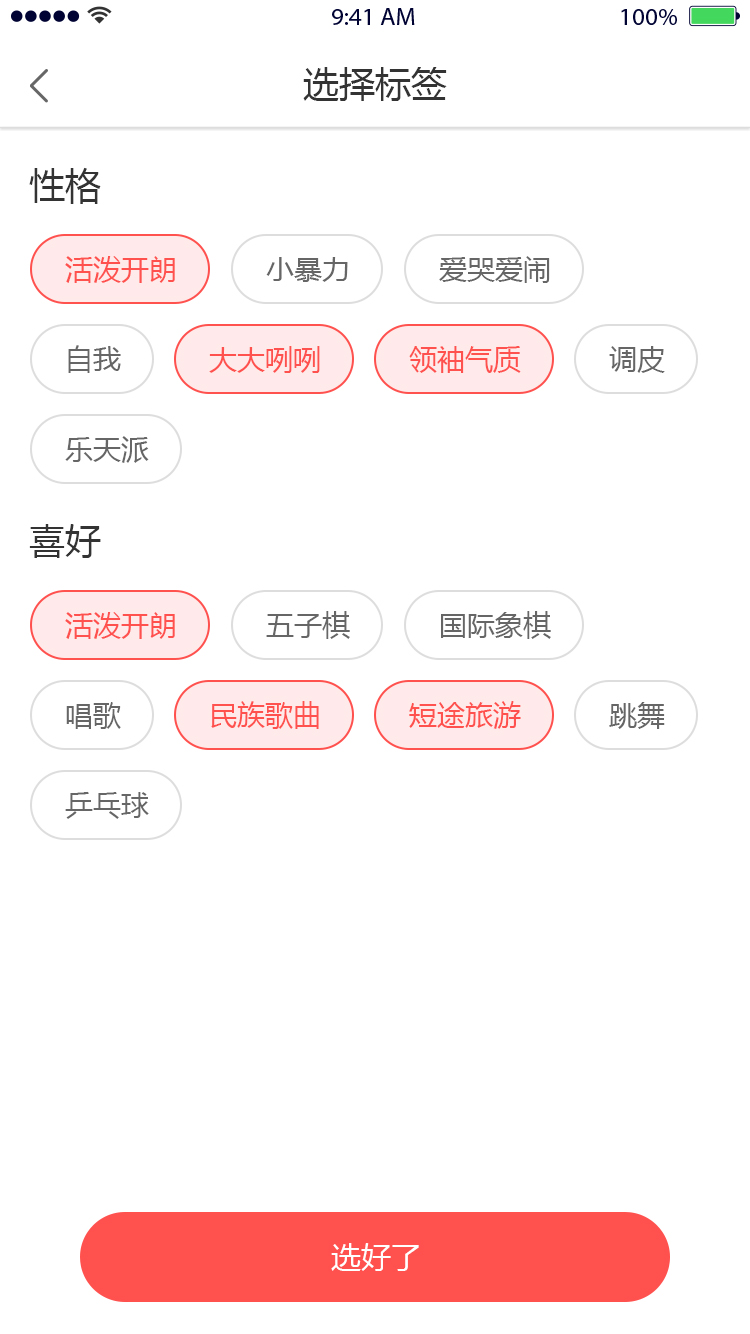 9:41 AM 100%
选择标签
性格
活泼开朗 小暴力 爱哭爱闹
自我 大大咧咧 领袖气质 调皮
乐天派
喜好
活泼开朗 五子棋 国际象棋
唱歌 民族歌曲 短途旅游 跳舞
乒乓球
选好了